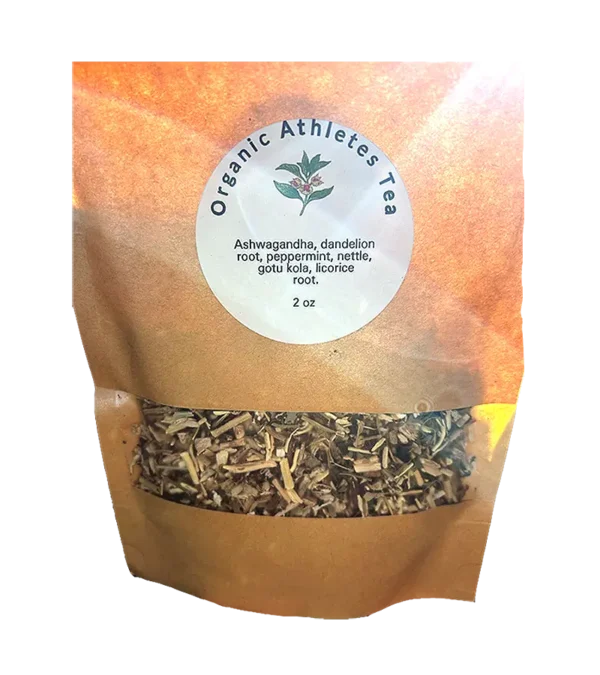 Organic Athletes Tea
Ashwagandha, dandelion
root, peppermint, nettle,
gotu kola, licorice
root.
2 oz